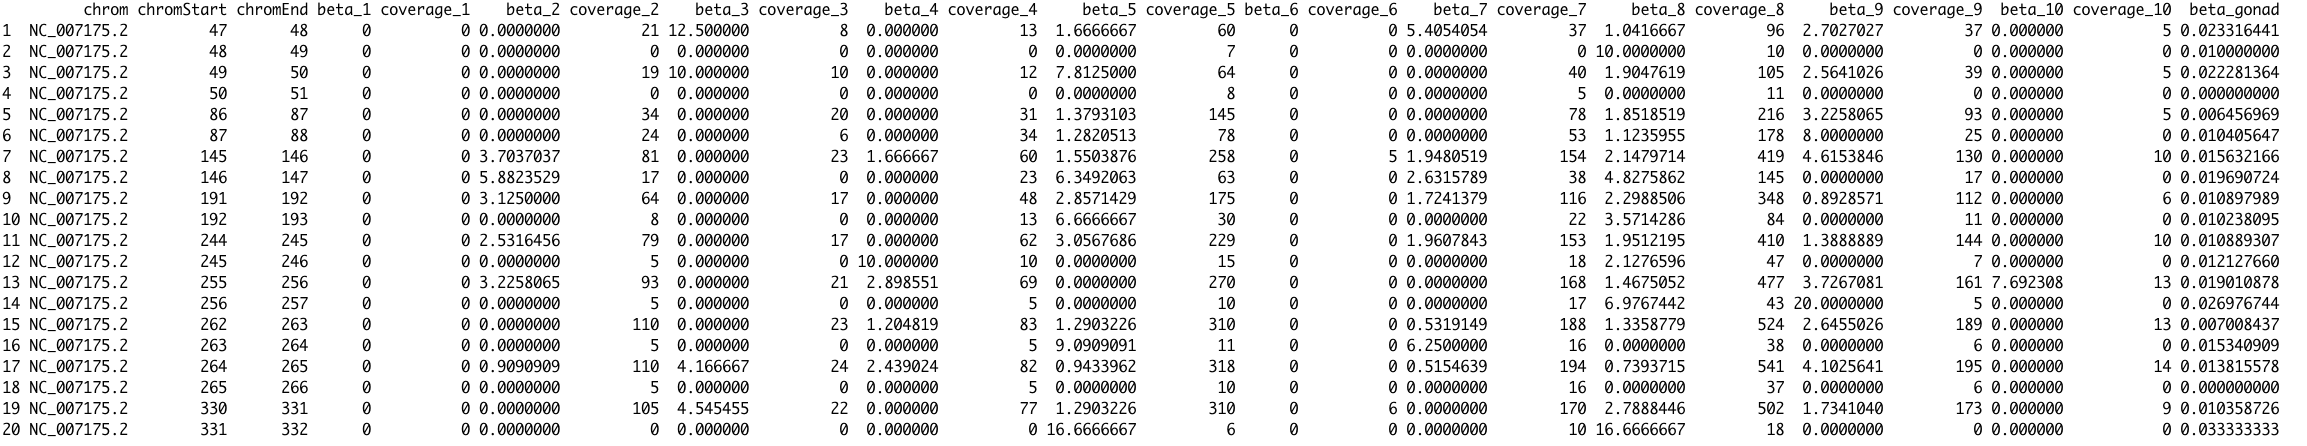 chrom chromStart chromEnd beta_1 coverage_1 beta_2 coverage_2 beta_3 coverage_3 beta_4 coverage_4 beta_5 coverage_5 beta_6 coverage_6 beta_7 coverage_7 beta_8 coverage_8 beta_9 coverage_9 beta_10 coverage_10 beta_gonad
1 NC_007175.2 47 48 0 0 0.0000000 21 12.500000 8 0.000000 13 1.6666667 60 0 0 5.4054054 37 1.0416667 96 2.7027027 37 0.000000 5 0.023316441
2 NC_007175.2 48 49 0 0 0.0000000 0 0.000000 0 0.000000 0 0.0000000 7 0 0 0.0000000 0 10.0000000 10 0.0000000 0 0.000000 0 0.010000000
3 NC_007175.2 49 50 0 0 0.0000000 19 10.000000 10 0.000000 12 7.8125000 64 0 0 0.0000000 40 1.9047619 105 2.5641026 39 0.000000 5 0.022281364
4 NC_007175.2 50 51 0 0 0.0000000 0 0.000000 0 0.000000 0 0.0000000 8 0 0 0.0000000 5 0.0000000 11 0.0000000 0 0.000000 0 0.000000000
5 NC_007175.2 86 87 0 0 0.0000000 34 0.000000 20 0.000000 31 1.3793103 145 0 0 0.0000000 78 1.8518519 216 3.2258065 93 0.000000 5 0.006456969
6 NC_007175.2 87 88 0 0 0.0000000 24 0.000000 6 0.000000 34 1.2820513 78 0 0 0.0000000 53 1.1235955 178 8.0000000 25 0.000000 0 0.010405647
7 NC_007175.2 145 146 0 0 3.7037037 81 0.000000 23 1.666667 60 1.5503876 258 0 5 1.9480519 154 2.1479714 419 4.6153846 130 0.000000 10 0.015632166
8 NC_007175.2 146 147 0 0 5.8823529 17 0.000000 0 0.000000 23 6.3492063 63 0 0 2.6315789 38 4.8275862 145 0.0000000 17 0.000000 0 0.019690724
9 NC_007175.2 191 192 0 0 3.1250000 64 0.000000 17 0.000000 48 2.8571429 175 0 0 1.7241379 116 2.2988506 348 0.8928571 112 0.000000 6 0.010897989
10 NC_007175.2 192 193 0 0 0.0000000 8 0.000000 0 0.000000 13 6.6666667 30 0 0 0.0000000 22 3.5714286 84 0.0000000 11 0.000000 0 0.010238095
11 NC_007175.2 244 245 0 0 2.5316456 79 0.000000 17 0.000000 62 3.0567686 229 0 0 1.9607843 153 1.9512195 410 1.3888889 144 0.000000 10 0.010889307
12 NC_007175.2 245 246 0 0 0.0000000 5 0.000000 0 10.000000 10 0.0000000 15 0 0 0.0000000 18 2.1276596 47 0.0000000 7 0.000000 0 0.012127660
13 NC_007175.2 255 256 0 0 3.2258065 93 0.000000 21 2.898551 69 0.0000000 270 0 0 0.0000000 168 1.4675052 477 3.7267081 161 7.692308 13 0.019010878
14 NC_007175.2 256 257 0 0 0.0000000 5 0.000000 0 0.000000 5 0.0000000 10 0 0 0.0000000 17 6.9767442 43 20.0000000 5 0.000000 0 0.026976744
15 NC_007175.2 262 263 0 0 0.0000000 110 0.000000 23 1.204819 83 1.2903226 310 0 0 0.5319149 188 1.3358779 524 2.6455026 189 0.000000 13 0.007008437
16 NC_007175.2 263 264 0 0 0.0000000 5 0.000000 0 0.000000 5 9.0909091 11 0 0 6.2500000 16 0.0000000 38 0.0000000 6 0.000000 0 0.015340909
17 NC_007175.2 264 265 0 0 0.9090909 110 4.166667 24 2.439024 82 0.9433962 318 0 0 0.5154639 194 0.7393715 541 4.1025641 195 0.000000 14 0.013815578
18 NC_007175.2 265 266 0 0 0.0000000 5 0.000000 0 0.000000 5 0.0000000 10 0 0 0.0000000 16 0.0000000 37 0.0000000 6 0.000000 0 0.000000000
19 NC_007175.2 330 331 0 0 0.0000000 105 4.545455 22 0.000000 77 1.2903226 310 0 6 0.0000000 170 2.7888446 502 1.7341040 173 0.000000 9 0.010358726
20 NC_007175.2 331 332 0 0 0.0000000 0 0.000000 0 0.000000 0 16.6666667 6 0 0 0.0000000 10 16.6666667 18 0.0000000 0 0.000000 0 0.033333333